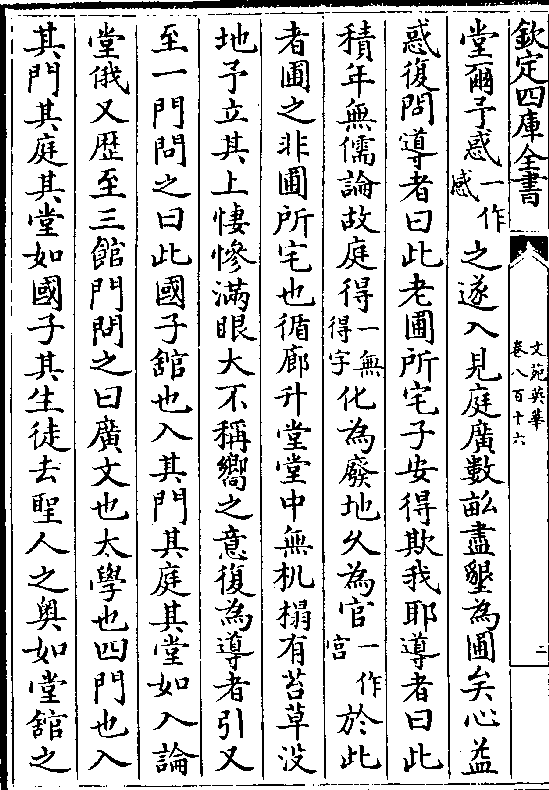 欽定四庫全書
文苑英華
卷八百十六
二
堂爾予惑一作感之遂入見庭廣數畝盡墾為圃矣心益
惑復問導者曰此老圃所宅子安得欺我耶導者曰此
積年無儒論故庭得一無得字化為廢地久為官一作宮於此
者圃之非圃所宅也循廊升堂堂中無机榻有苔草沒
地予立其上悽慘滿眼大不稱嚮之意復為導者引又
至一門問之曰此國子舘也入其門其庭其堂如入論
堂俄又歴至三館門問之曰廣文也太學也四門也入
其門其庭其堂如國子其生徒去聖人之奥如堂舘之